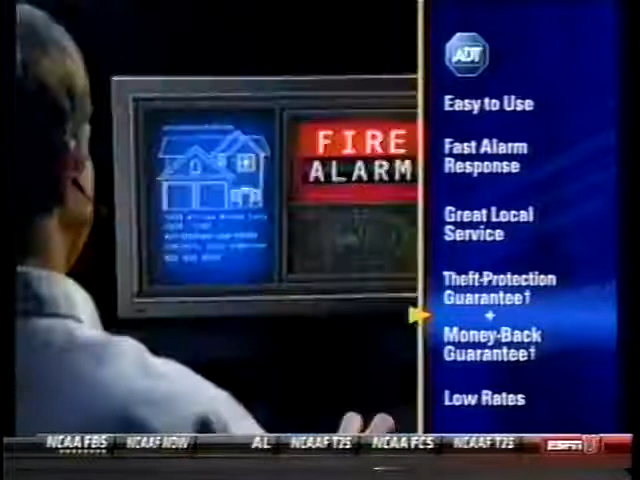 ADT
Easy to Use
Fast Alarm
Response
Great Local
Service
Theft-Protection
Guarantee†
+
Money-Back
Guarantee†
Low Rates
FIRE
ALARM
NCAA FBS
NCAAF NOW
AL
NCAAF T25
NCAA FCS
NCAAF T25
ESPNU